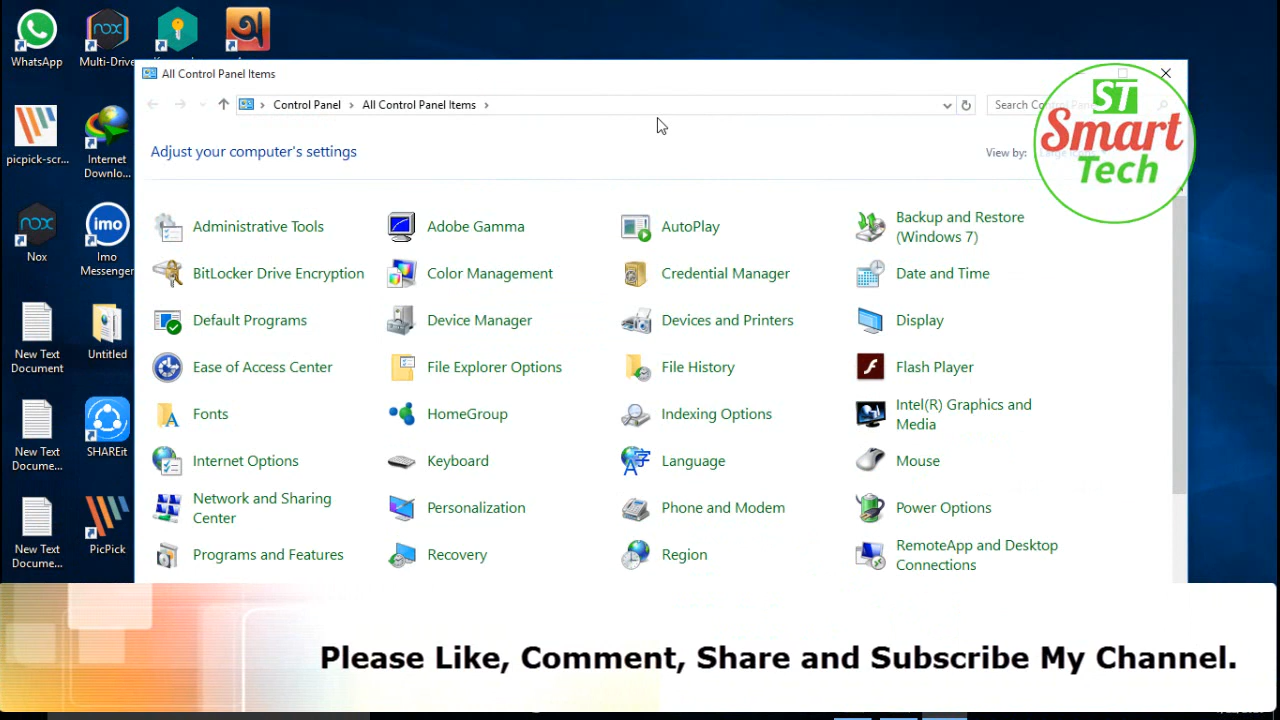 WhatsApp
Multi-Drive
অ
nox
All Control Panel Items
Control Panel
All Control Panel Items
ST
Smart
Tech
picpick-scr...
Internet
Downlo...
Adjust your computer's settings
View by:
nox
Nox
imo
Imo
Messenger
Administrative Tools
Adobe Gamma
AutoPlay
Backup and Restore
(Windows 7)
BitLocker Drive Encryption
Color Management
Credential Manager
Date and Time
Default Programs
Device Manager
Devices and Printers
Display
New Text
Document
Untitled
Ease of Access Center
File Explorer Options
File History
Flash Player
Fonts
HomeGroup
Indexing Options
Intel(R) Graphics and
Media
New Text
Docume...
SHAREit
Internet Options
Keyboard
Language
Mouse
Network and Sharing
Center
Personalization
Phone and Modem
Power Options
New Text
Docume...
PicPick
Programs and Features
Recovery
Region
RemoteApp and Desktop
Connections
Please Like, Comment, Share and Subscribe My Channel.